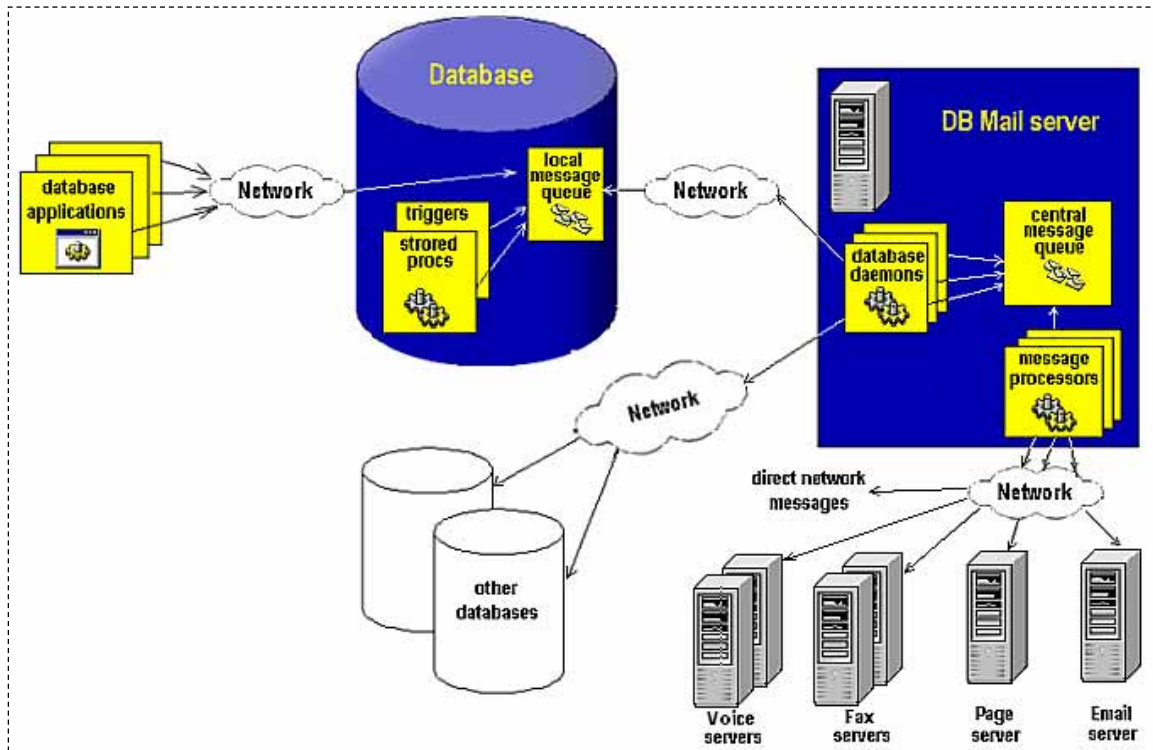 Database
DB Mail server
database
applications
Network
local
message
queue
triggers
strored
procs
Network
database
daemons
central
message
queue
message
processors
Network
other
databases
direct network
messages
Network
Voice
servers
Fax
servers
Page
server
Email
server